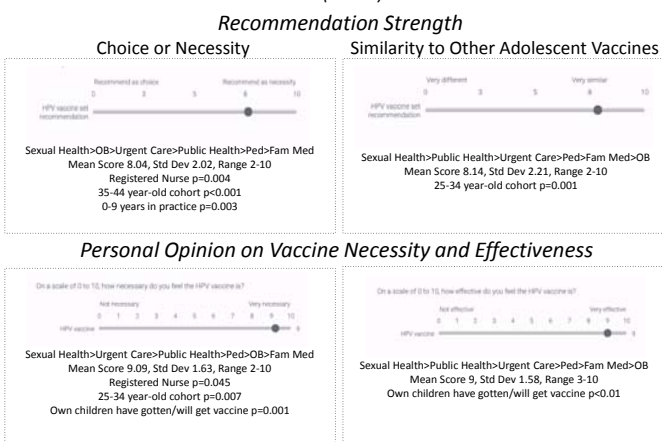 Recommendation Strength
Choice or Necessity
Similarity to Other Adolescent Vaccines
Recommend as choice Recommend as necessity
0 3 5 8 10
HPV vaccine set
recommendation
Sexual Health>OB>Urgent Care>Public Health>Ped>Fam Med
Mean Score 8.04, Std Dev 2.02, Range 2-10
Registered Nurse p=0.004
35-44 year-old cohort p<0.001
0-9 years in practice p=0.003
Very different Very similar
0 3 5 8 10
HPV vaccine set
recommendation
Sexual Health>Public Health>Urgent Care>Ped>Fam Med>OB
Mean Score 8.14, Std Dev 2.21, Range 2-10
25-34 year-old cohort p=0.001
Personal Opinion on Vaccine Necessity and Effectiveness
On a scale of 0 to 10, how necessary do you feel the HPV vaccine is?
Not necessary Very necessary
0 1 2 3 4 5 6 7 8 9 10
HPV vaccine 9
Sexual Health>Urgent Care>Public Health>Ped>OB>Fam Med
Mean Score 9.09, Std Dev 1.63, Range 2-10
Registered Nurse p=0.045
25-34 year-old cohort p=0.007
Own children have gotten/will get vaccine p=0.001
On a scale of 0 to 10, how effective do you feel the HPV vaccine is?
Not effective Very effective
0 1 2 3 4 5 6 7 8 9 10
HPV vaccine 9
Sexual Health>Public Health>Urgent Care>Ped>Fam Med>OB
Mean Score 9, Std Dev 1.58, Range 3-10
Own children have gotten/will get vaccine p<0.01